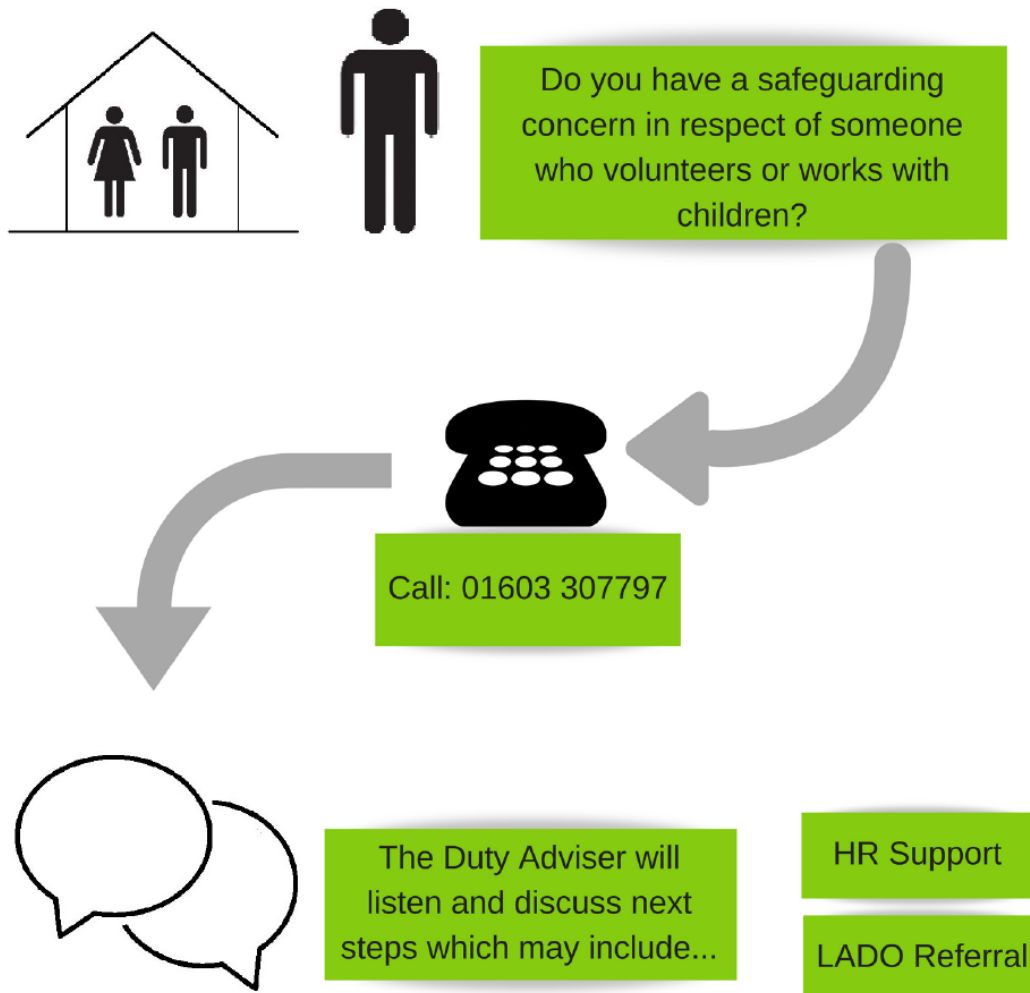 Do you have a safeguarding
concern in respect of someone
who volunteers or works with
children?
Call: 01603 307797
The Duty Adviser will
listen and discuss next
steps which may include...
HR Support
LADO Referral